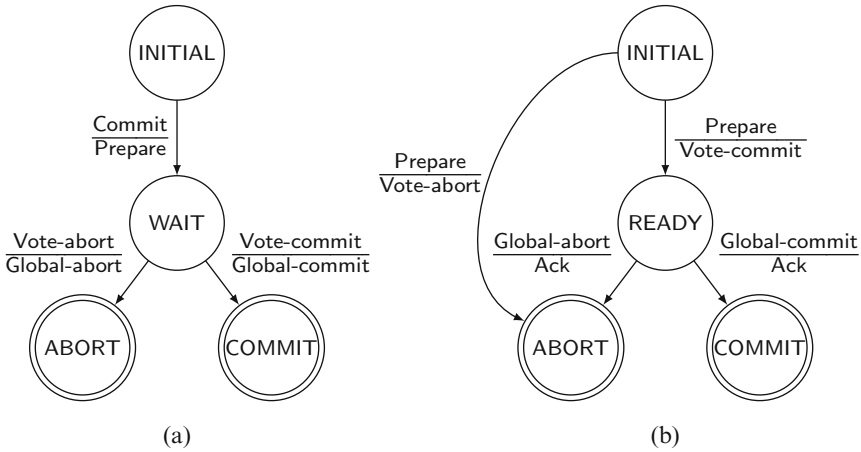 INITIAL
Commit
Prepare
WAIT
Vote-abort
Global-abort
Vote-commit
Global-commit
ABORT
COMMIT
(a)
INITIAL
Prepare
Vote-abort
Prepare
Vote-commit
READY
Global-abort
Ack
Global-commit
Ack
ABORT
COMMIT
(b)